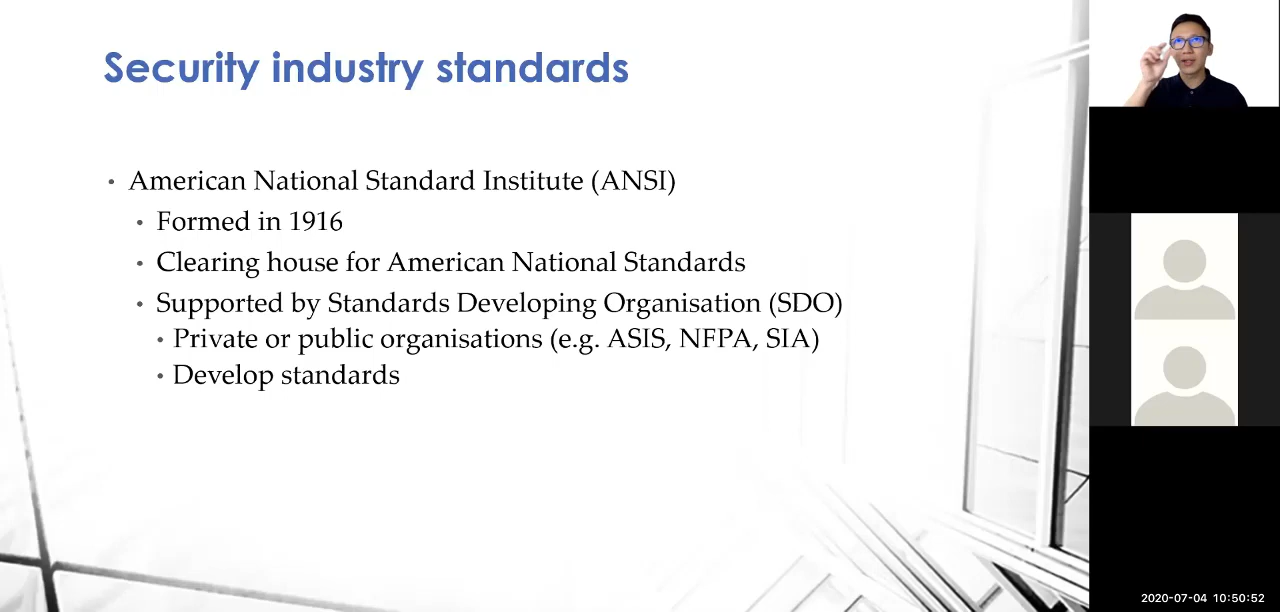 Security industry standards
• American National Standard Institute (ANSI)
• Formed in 1916
• Clearing house for American National Standards
• Supported by Standards Developing Organisation (SDO)
• Private or public organisations (e.g. ASIS, NFPA, SIA)
• Develop standards
2020-07-04 10:50:52